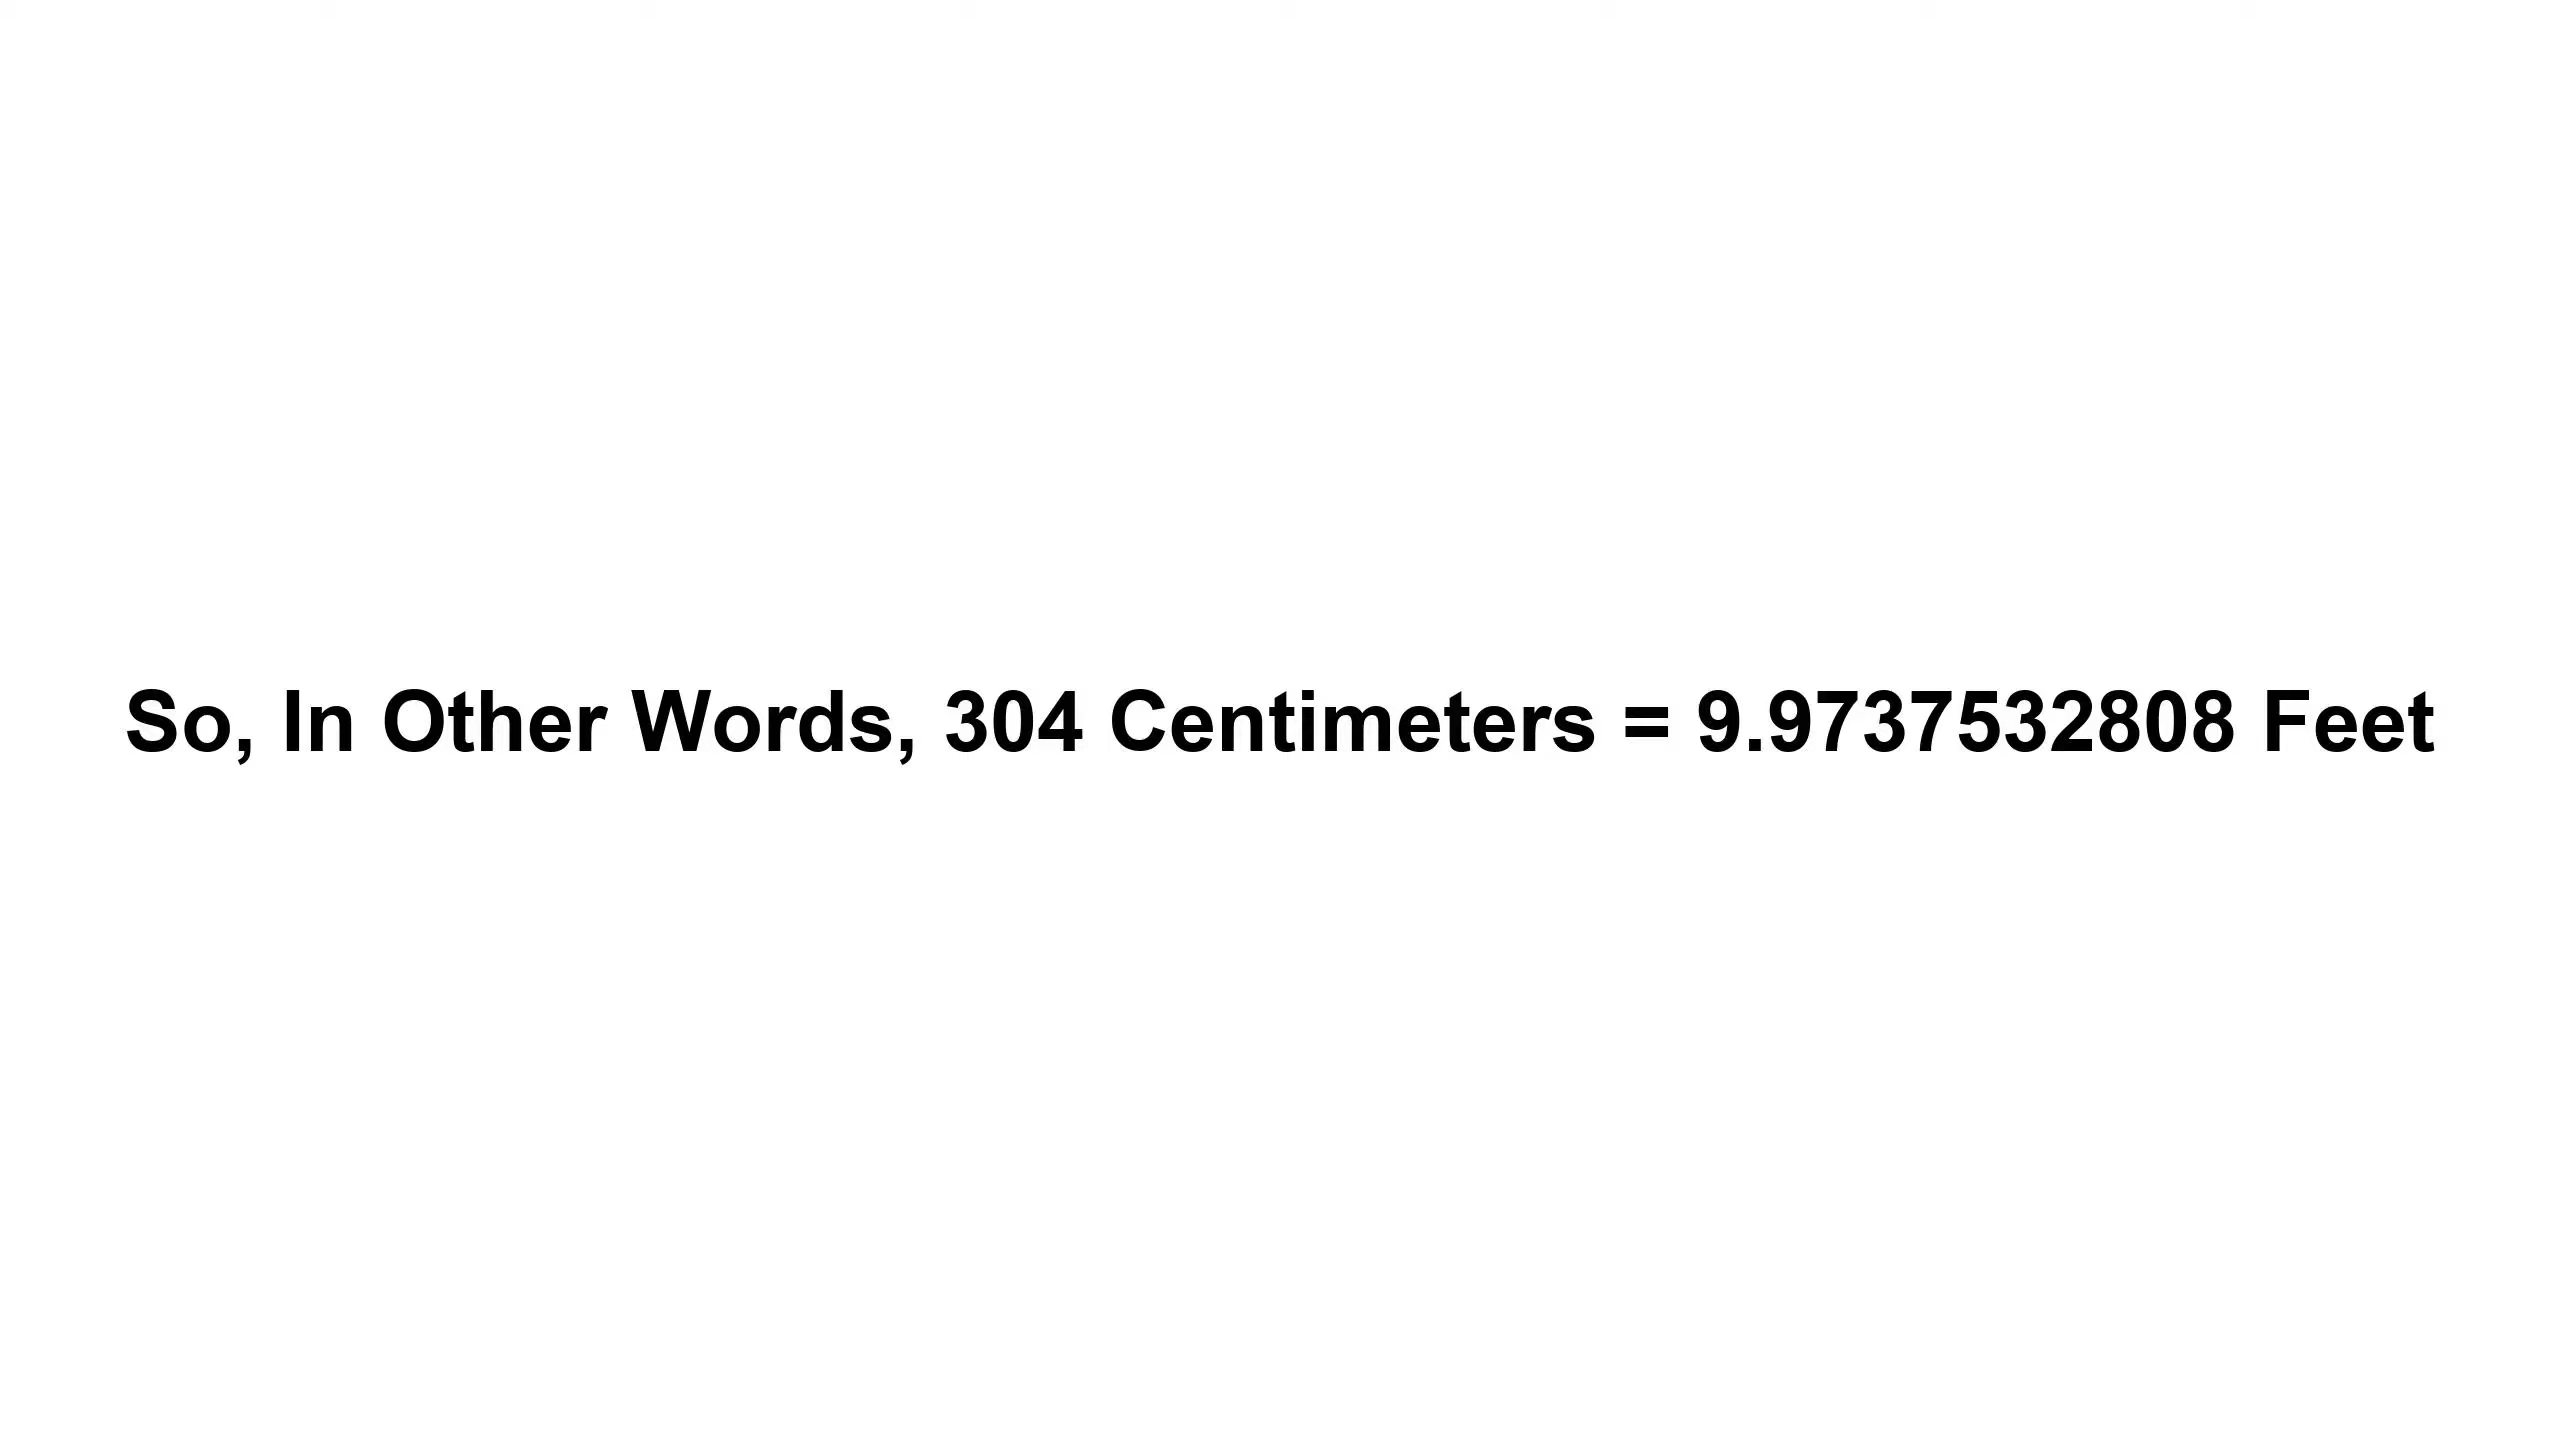 So, In Other Words, 304 Centimeters = 9.9737532808 Feet